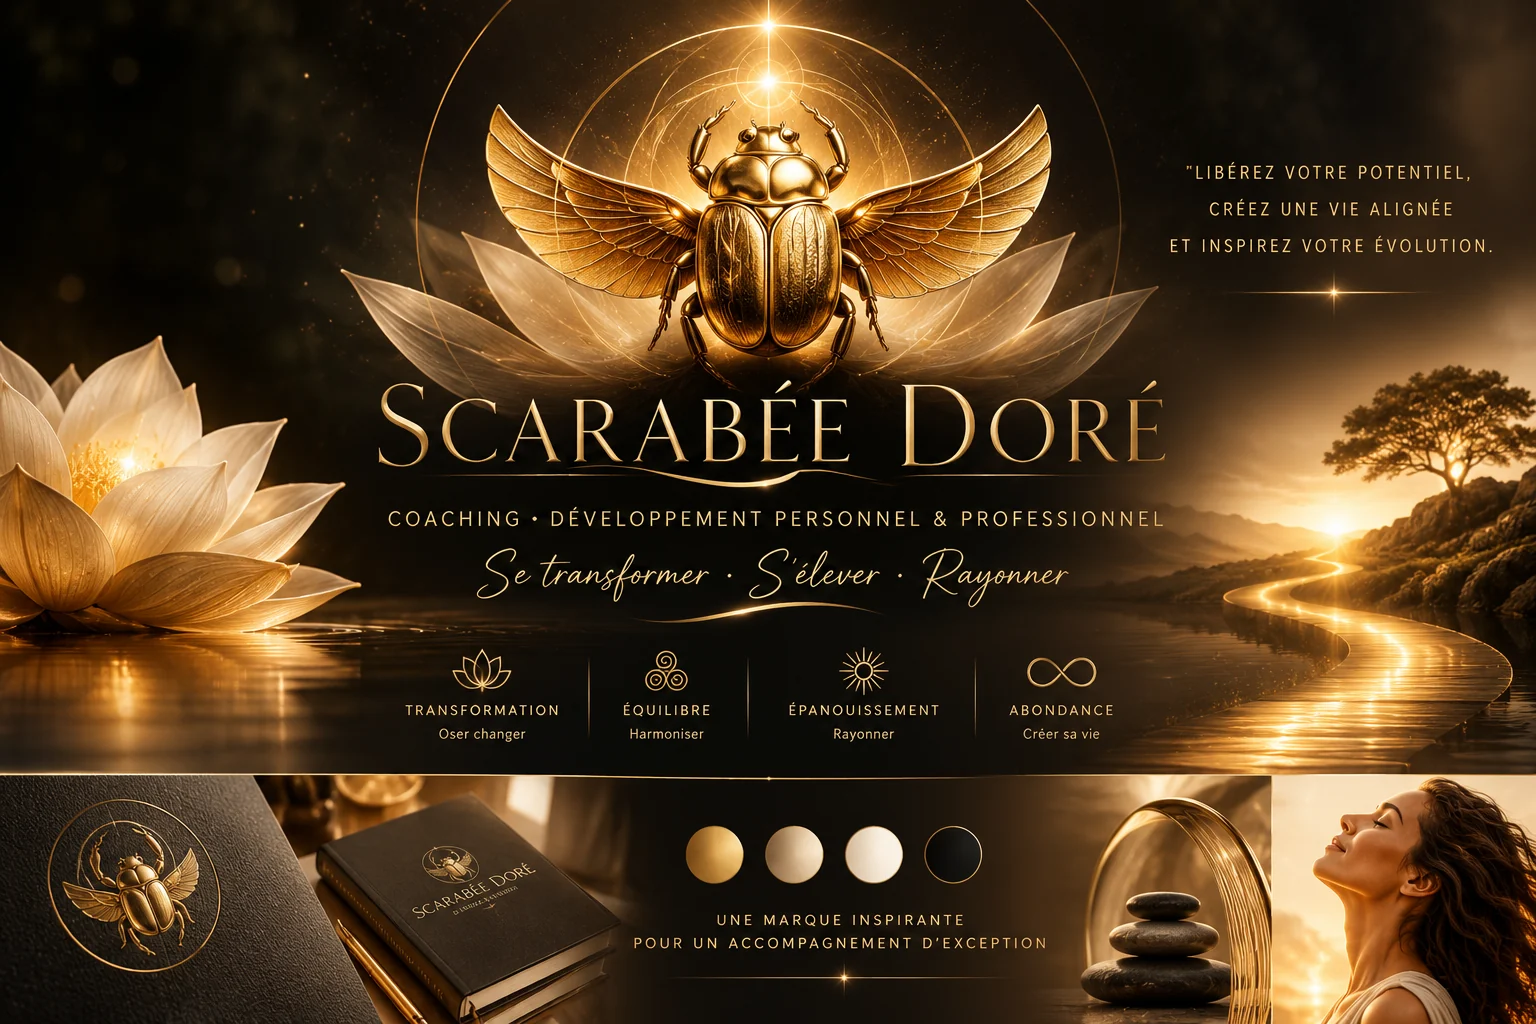 "LIBÉREZ VOTRE POTENTIEL,
CRÉEZ UNE VIE ALIGNÉE
ET INSPIREZ VOTRE ÉVOLUTION.
SCARABÉE DORÉ
COACHING • DÉVELOPPEMENT PERSONNEL & PROFESSIONNEL
Se transformer · S'élever · Rayonner
TRANSFORMATION
Oser changer
ÉQUILIBRE
Harmoniser
ÉPANOUISSEMENT
Rayonner
ABONDANCE
Créer sa vie
SCARABÉE DORÉ
UNE MARQUE INSPIRANTE
POUR UN ACCOMPAGNEMENT D'EXCEPTION